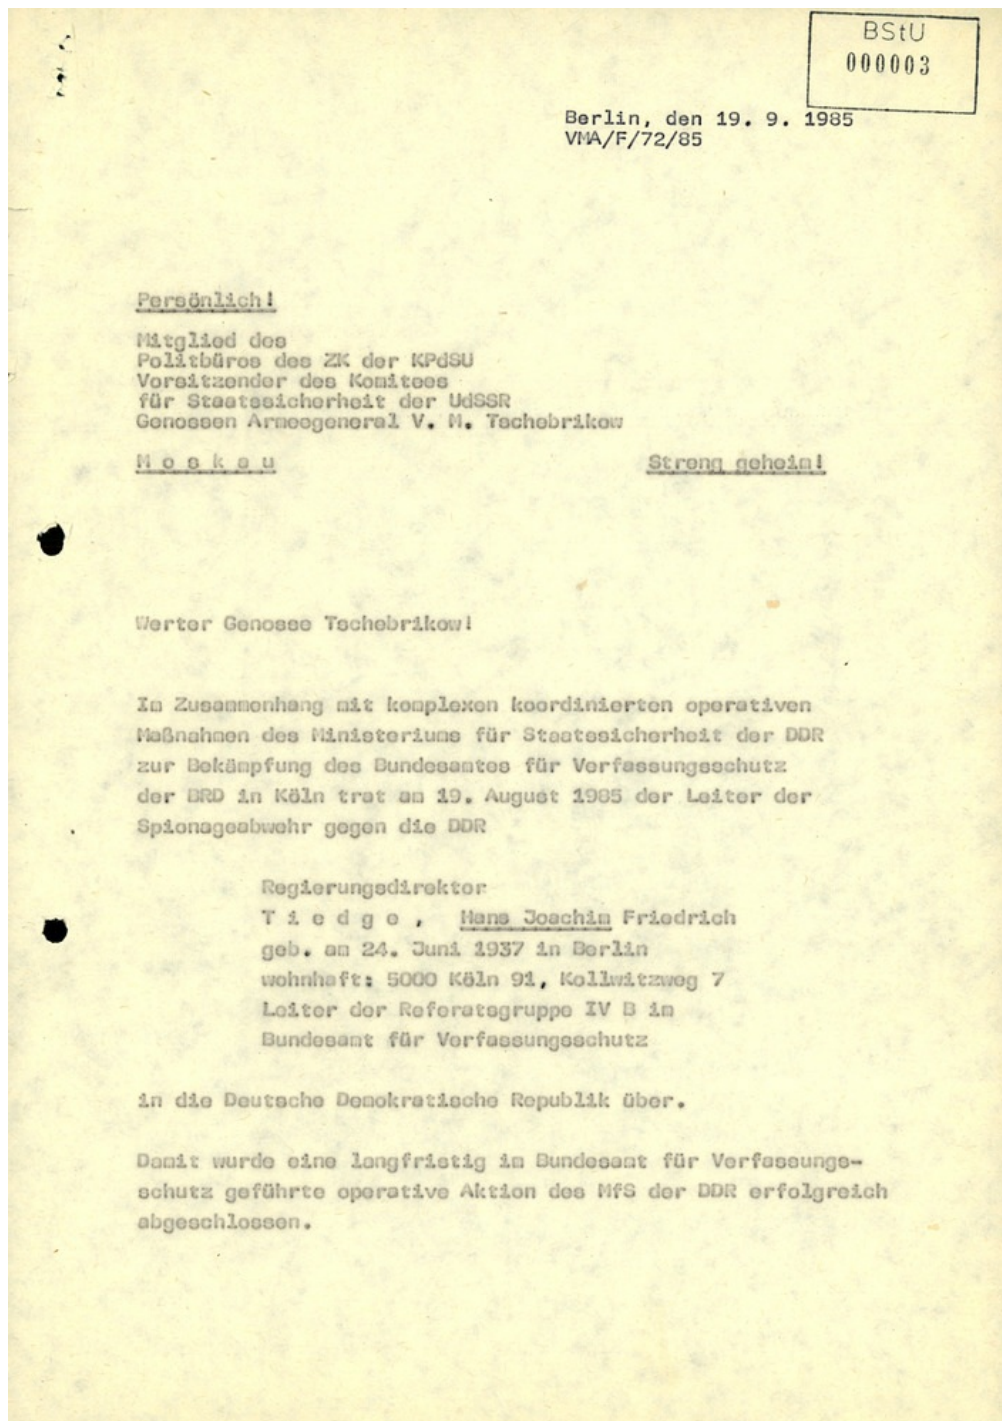 BStU
000003
Berlin, den 19. 9. 1985
VMA/F/72/85
Persönlich!
Mitglied des
Politbüros des ZK der KPdSU
Vorsitzender des Komitees
für Staatssicherheit der UdSSR
Genossen Armeegeneral V. M. Tschebrikow
M o s k a u
Streng geheim!
Werter Genosse Tschebrikow!
Im Zusammenhang mit komplexen koordinierten operativen
Maßnahmen des Ministeriums für Staatssicherheit der DDR
zur Bekämpfung des Bundesamtes für Verfassungsschutz
der BRD in Köln trat am 19. August 1985 der Leiter der
Spionageabwehr gegen die DDR
Regierungsdirektor
T i e d g e , Hans Joachim Friedrich
geb. am 24. Juni 1937 in Berlin
wohnhaft: 5000 Köln 91, Kollwitzweg 7
Leiter der Referatsgruppe IV B im
Bundesamt für Verfassungsschutz
in die Deutsche Demokratische Republik über.
Damit wurde eine langfristig im Bundesamt für Verfassungs-
schutz geführte operative Aktion des MfS der DDR erfolgreich
abgeschlossen.